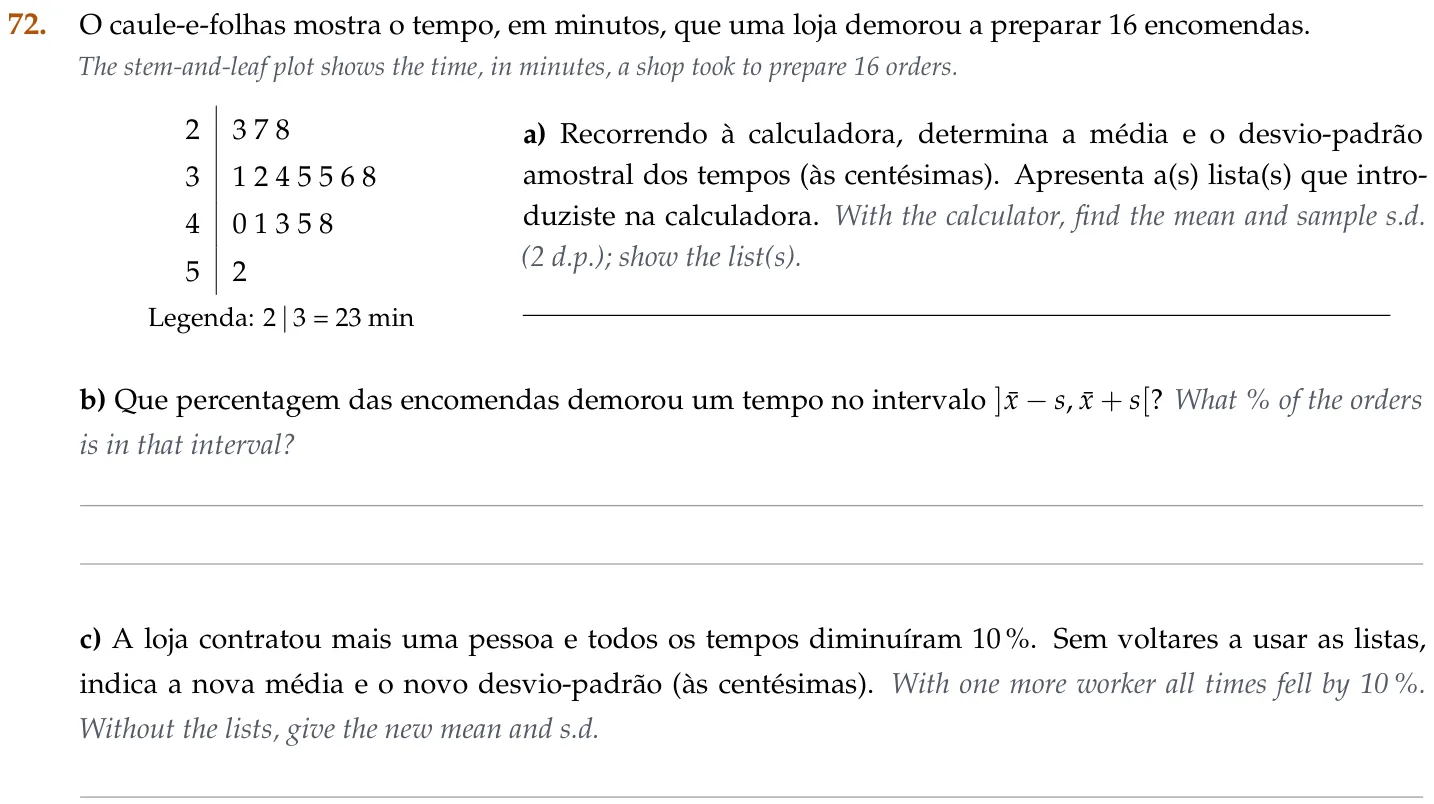 72. O caule-e-folhas mostra o tempo, em minutos, que uma loja demorou a preparar 16 encomendas.
The stem-and-leaf plot shows the time, in minutes, a shop took to prepare 16 orders.
2 | 3 7 8
3 | 1 2 4 5 5 6 8
4 | 0 1 3 5 8
5 | 2
Legenda: 2 | 3 = 23 min
a) Recorrendo à calculadora, determina a média e o desvio-padrão
amostral dos tempos (às centésimas). Apresenta a(s) lista(s) que intro-
duziste na calculadora. With the calculator, find the mean and sample s.d.
(2 d.p.); show the list(s).
b) Que percentagem das encomendas demorou um tempo no intervalo ]x̄ − s, x̄ + s[? What % of the orders
is in that interval?
c) A loja contratou mais uma pessoa e todos os tempos diminuíram 10 %. Sem voltares a usar as listas,
indica a nova média e o novo desvio-padrão (às centésimas). With one more worker all times fell by 10 %.
Without the lists, give the new mean and s.d.